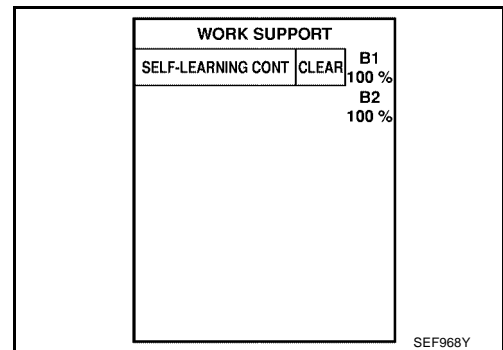 WORK SUPPORT
SELF-LEARNING CONT CLEAR B1
100 %
B2
100 %
SEF968Y